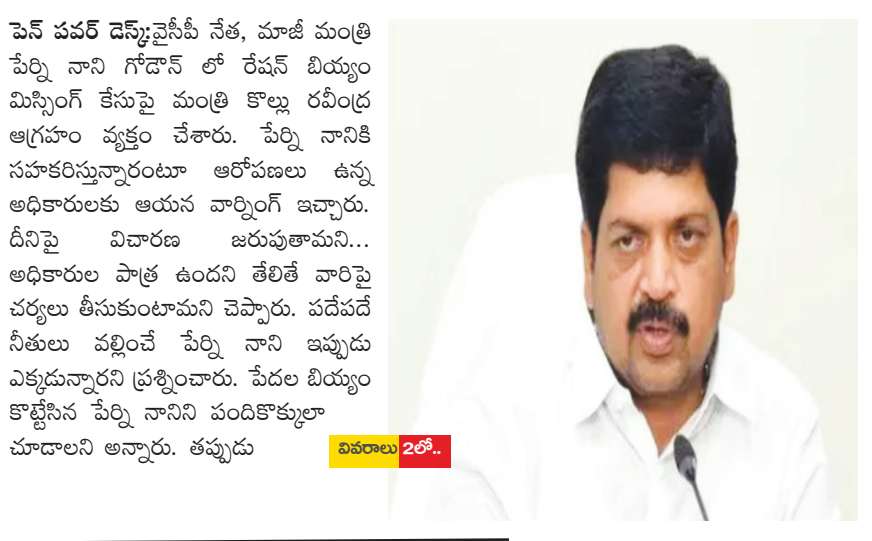 పెన్ పవర్ డెస్క్:వైసీపీ నేత, మాజీ మంత్రి
పేర్ని నాని గోడౌన్ లో రేషన్ బియ్యం
మిస్సింగ్ కేసుపై మంత్రి కొల్లు రవీంద్ర
ఆగ్రహం వ్యక్తం చేశారు. పేర్ని నానికి
సహకరిస్తున్నారంటూ ఆరోపణలు ఉన్న
అధికారులకు ఆయన వార్నింగ్ ఇచ్చారు.
దీనిపై విచారణ జరుపుతామని...
అధికారుల పాత్ర ఉందని తేలితే వారిపై
చర్యలు తీసుకుంటామని చెప్పారు. పదేపదే
నీతులు వల్లించే పేర్ని నాని ఇప్పుడు
ఎక్కడున్నారని ప్రశ్నించారు. పేదల బియ్యం
కొట్టేసిన పేర్ని నానిని పందికొక్కులా
చూడాలని అన్నారు. తప్పుడు
వివరాలు 2లో..